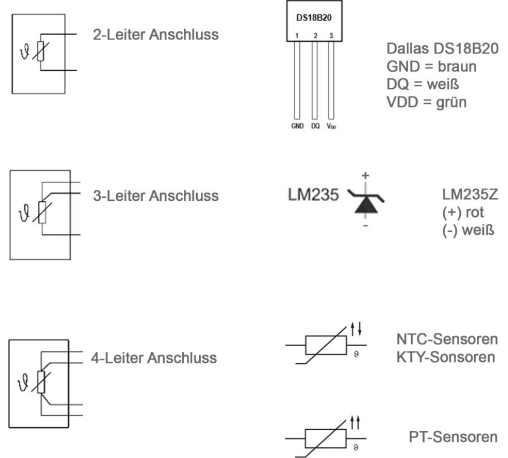 2-Leiter Anschluss
ϑ
DS18B20
1 2 3
GND DQ VDD
Dallas DS18B20
GND = braun
DQ = weiß
VDD = grün
3-Leiter Anschluss
ϑ
+
LM235
-
LM235Z
(+) rot
(-) weiß
4-Leiter Anschluss
ϑ
ϑ
NTC-Sensoren
KTY-Sonsoren
ϑ
PT-Sensoren